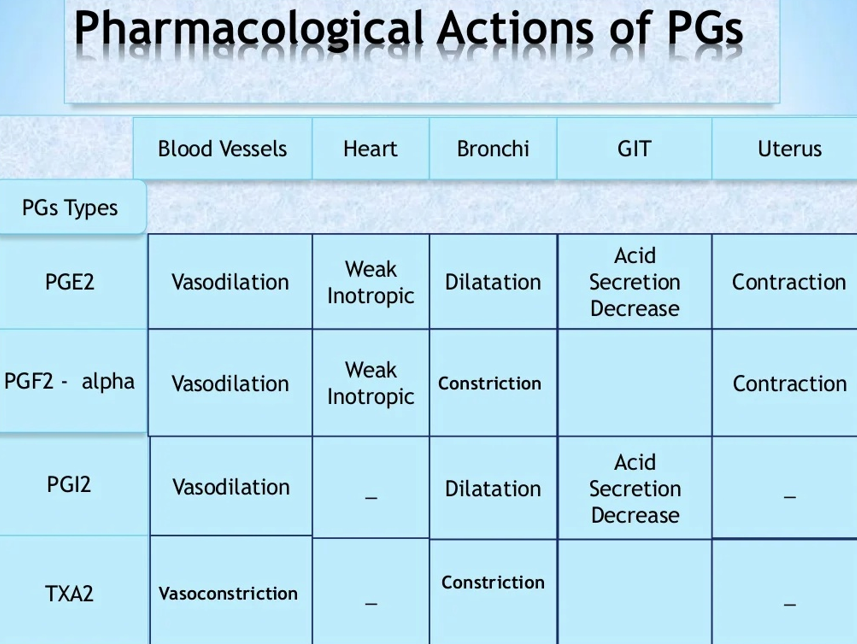 Pharmacological Actions of PGs
Blood Vessels Heart Bronchi GIT Uterus
PGs Types
PGE2 Vasodilation Weak Inotropic Dilatation Acid Secretion Decrease Contraction
PGF2 - alpha Vasodilation Weak Inotropic Constriction Contraction
PGI2 Vasodilation _ Dilatation Acid Secretion Decrease _
TXA2 Vasoconstriction _ Constriction _